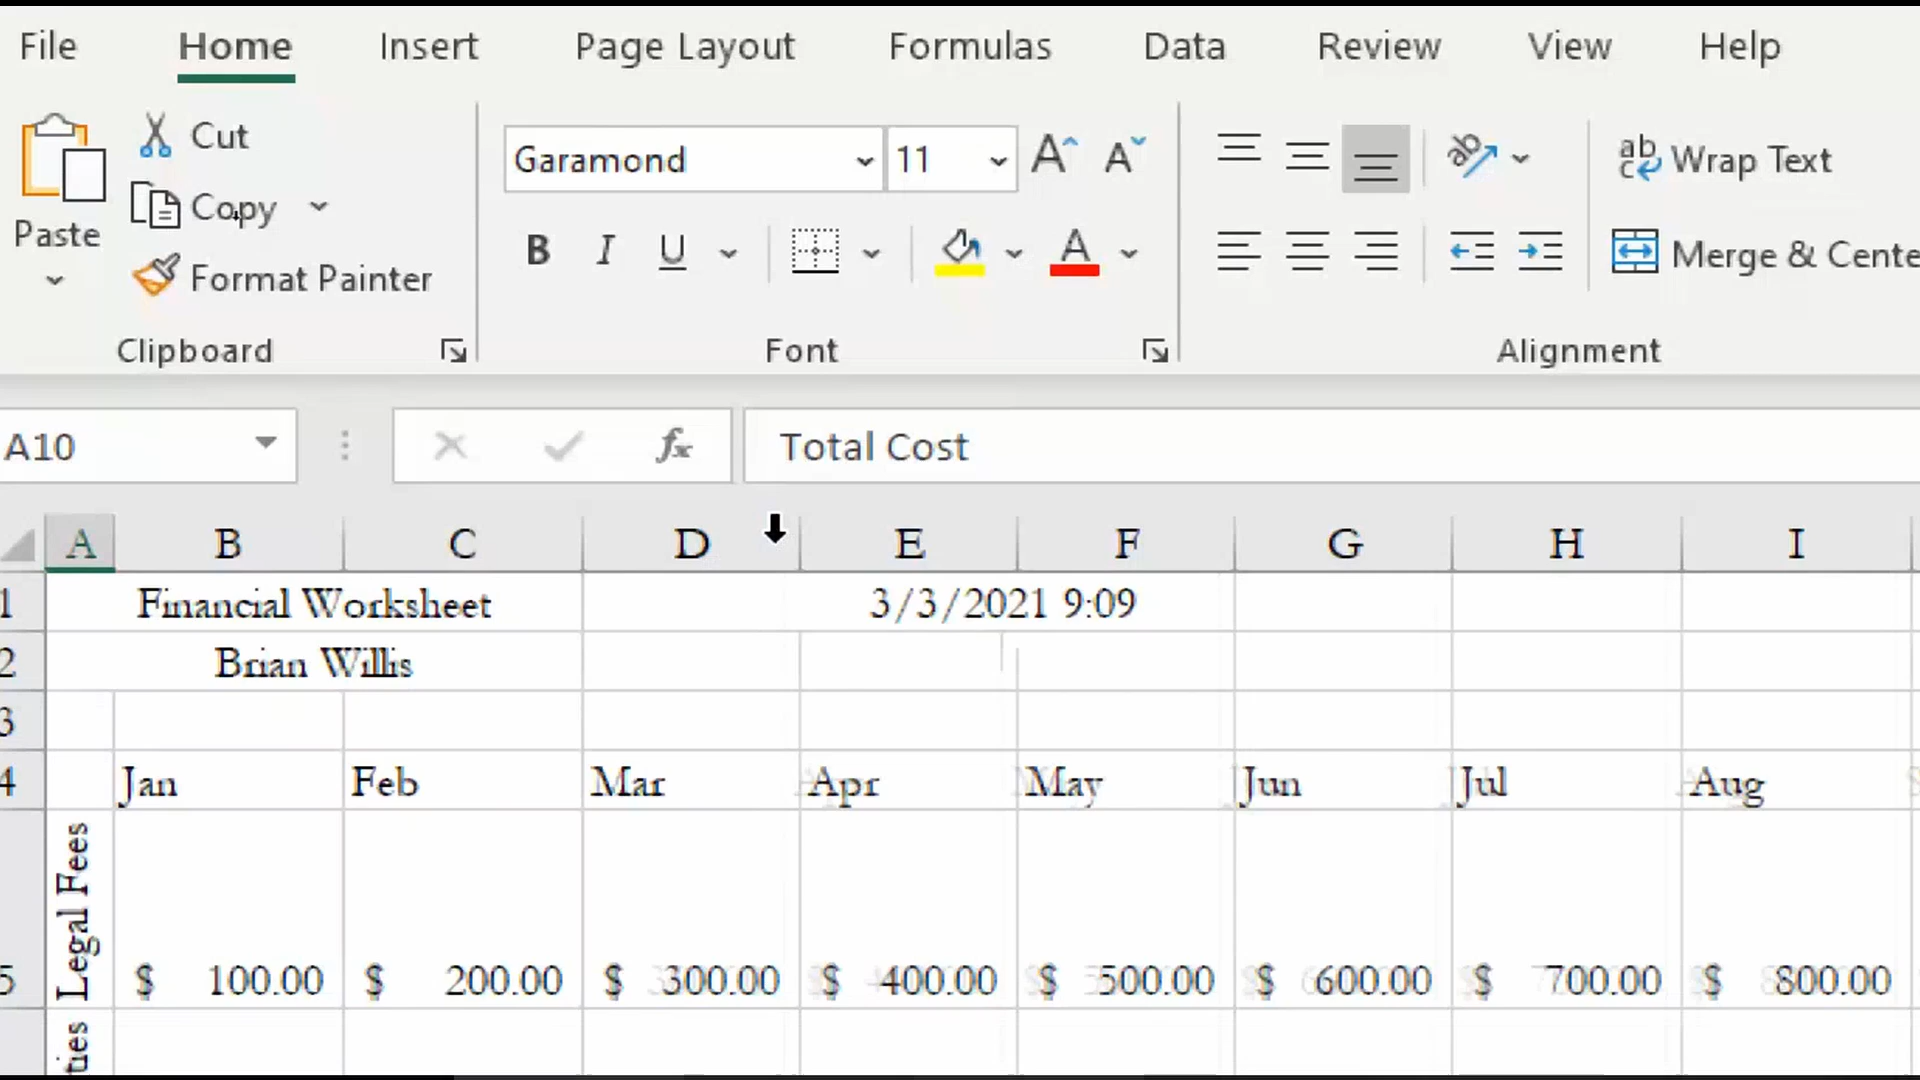 File Home Insert Page Layout Formulas Data Review View Help
Paste
Cut
Copy
Format Painter
Clipboard
Garamond 11
B I U
Font
Wrap Text
Merge & Cente
Alignment
A10 fx Total Cost
A B C D E F G H I
1 Financial Worksheet 3/3/2021 9:09
2 Brian Willis
3
4 Jan Feb Mar Apr May Jun Jul Aug
5 Legal Fees $ 100.00 $ 200.00 $ 300.00 $ 400.00 $ 500.00 $ 600.00 $ 700.00 $ 800.00
ties